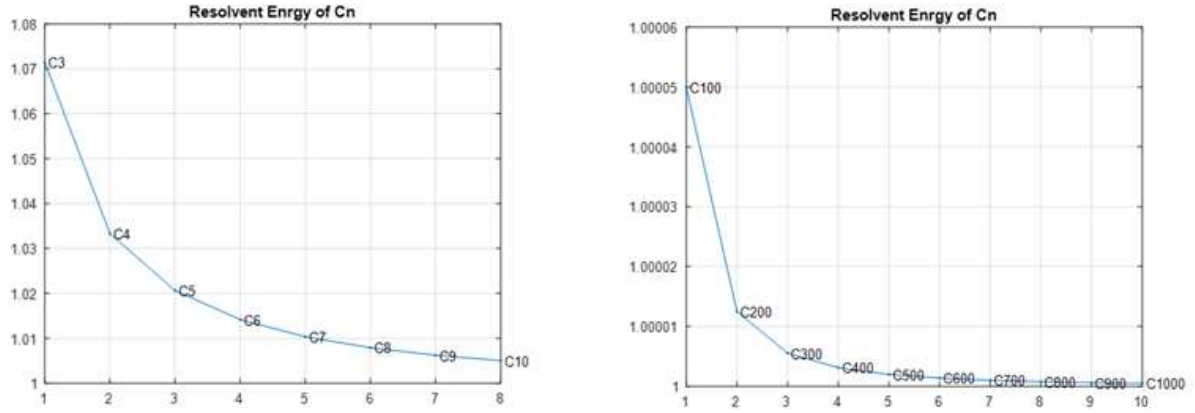 Resolvent Enrgy of Cn
1.08
1.07
1.06
1.05
1.04
1.03
1.02
1.01
1
C3
C4
C5
C6
C7
C8
C9
C10
1 2 3 4 5 6 7 8
Resolvent Enrgy of Cn
1.00006
1.00005
1.00004
1.00003
1.00002
1.00001
1
C100
C200
C300
C400
C500
C600
C700
C800
C900
C1000
1 2 3 4 5 6 7 8 9 10